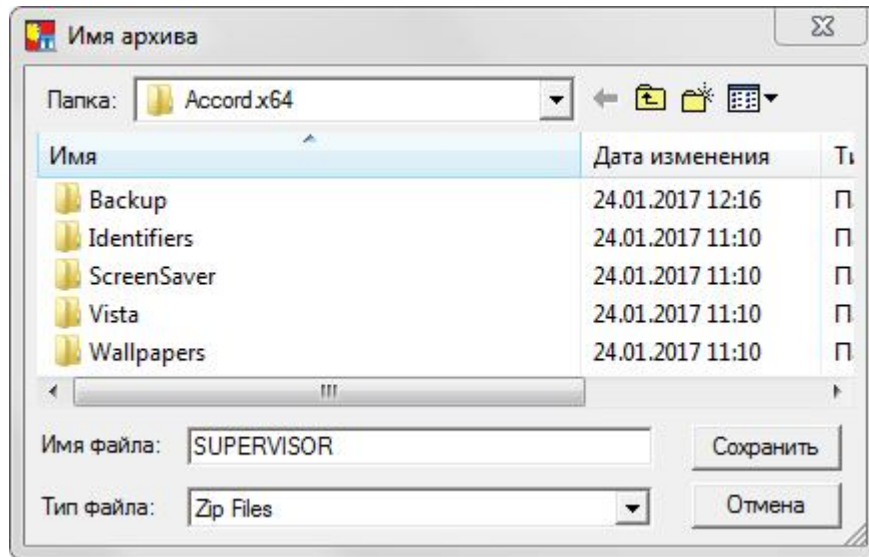 Имя архива
Папка: Accord.x64
Имя Дата изменения
Backup 24.01.2017 12:16
Identifiers 24.01.2017 11:10
ScreenSaver 24.01.2017 11:10
Vista 24.01.2017 11:10
Wallpapers 24.01.2017 11:10
Имя файла: SUPERVISOR Сохранить
Тип файла: Zip Files Отмена